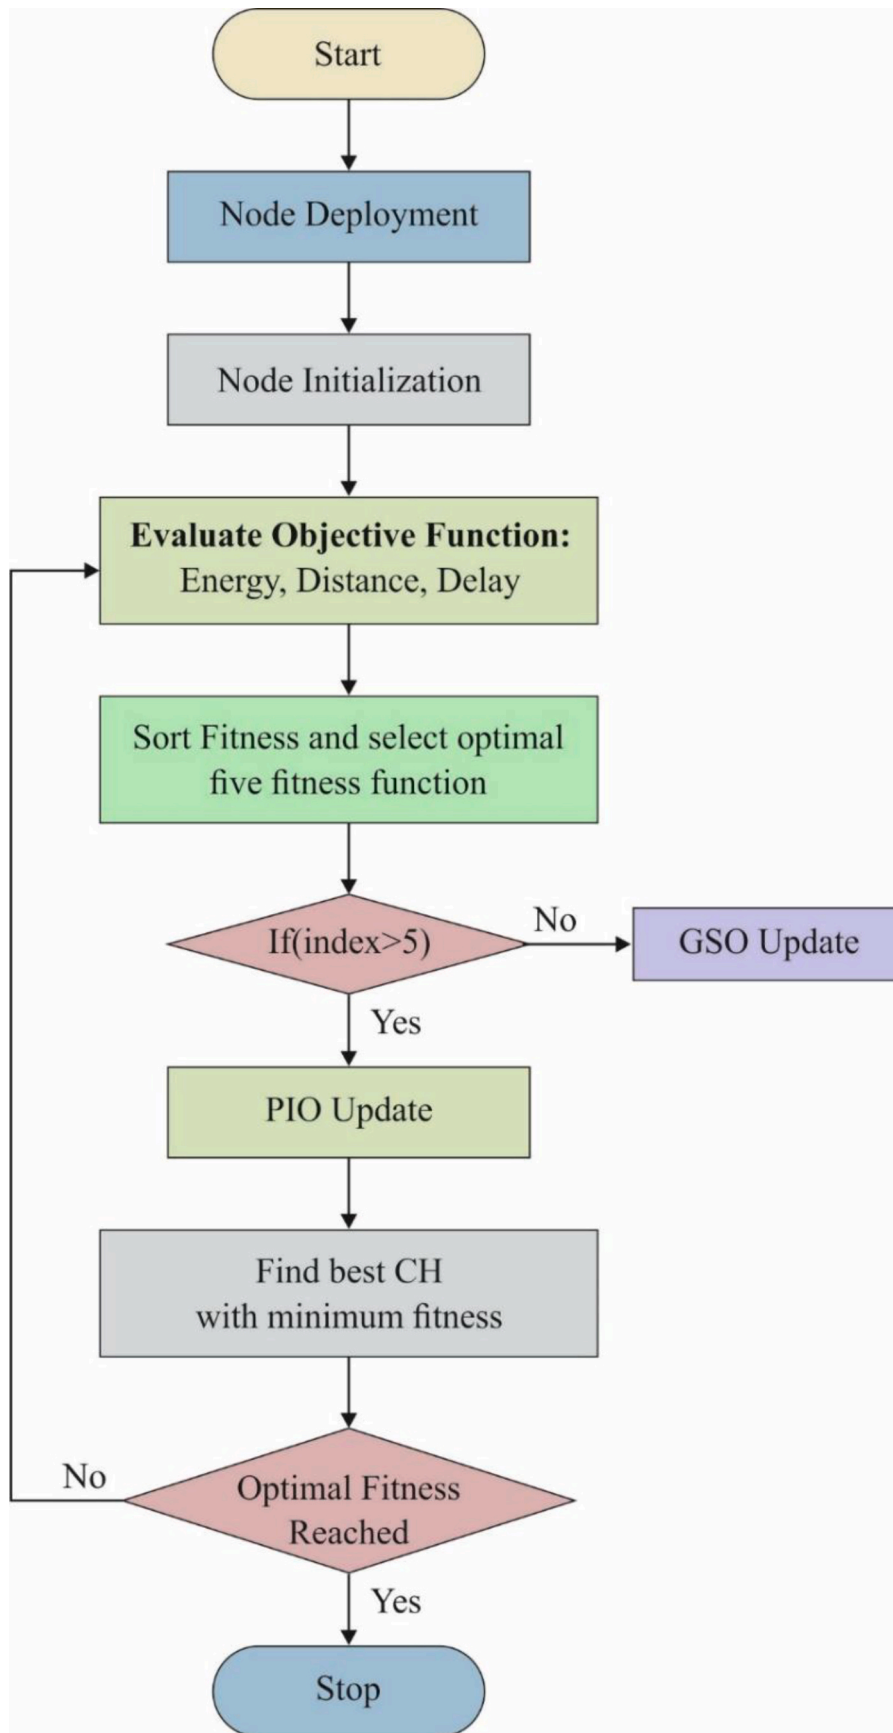 Start
Node Deployment
Node Initialization
Evaluate Objective Function:
Energy, Distance, Delay
Sort Fitness and select optimal
five fitness function
If(index>5)
No
GSO Update
Yes
PIO Update
Find best CH
with minimum fitness
No
Optimal Fitness
Reached
Yes
Stop